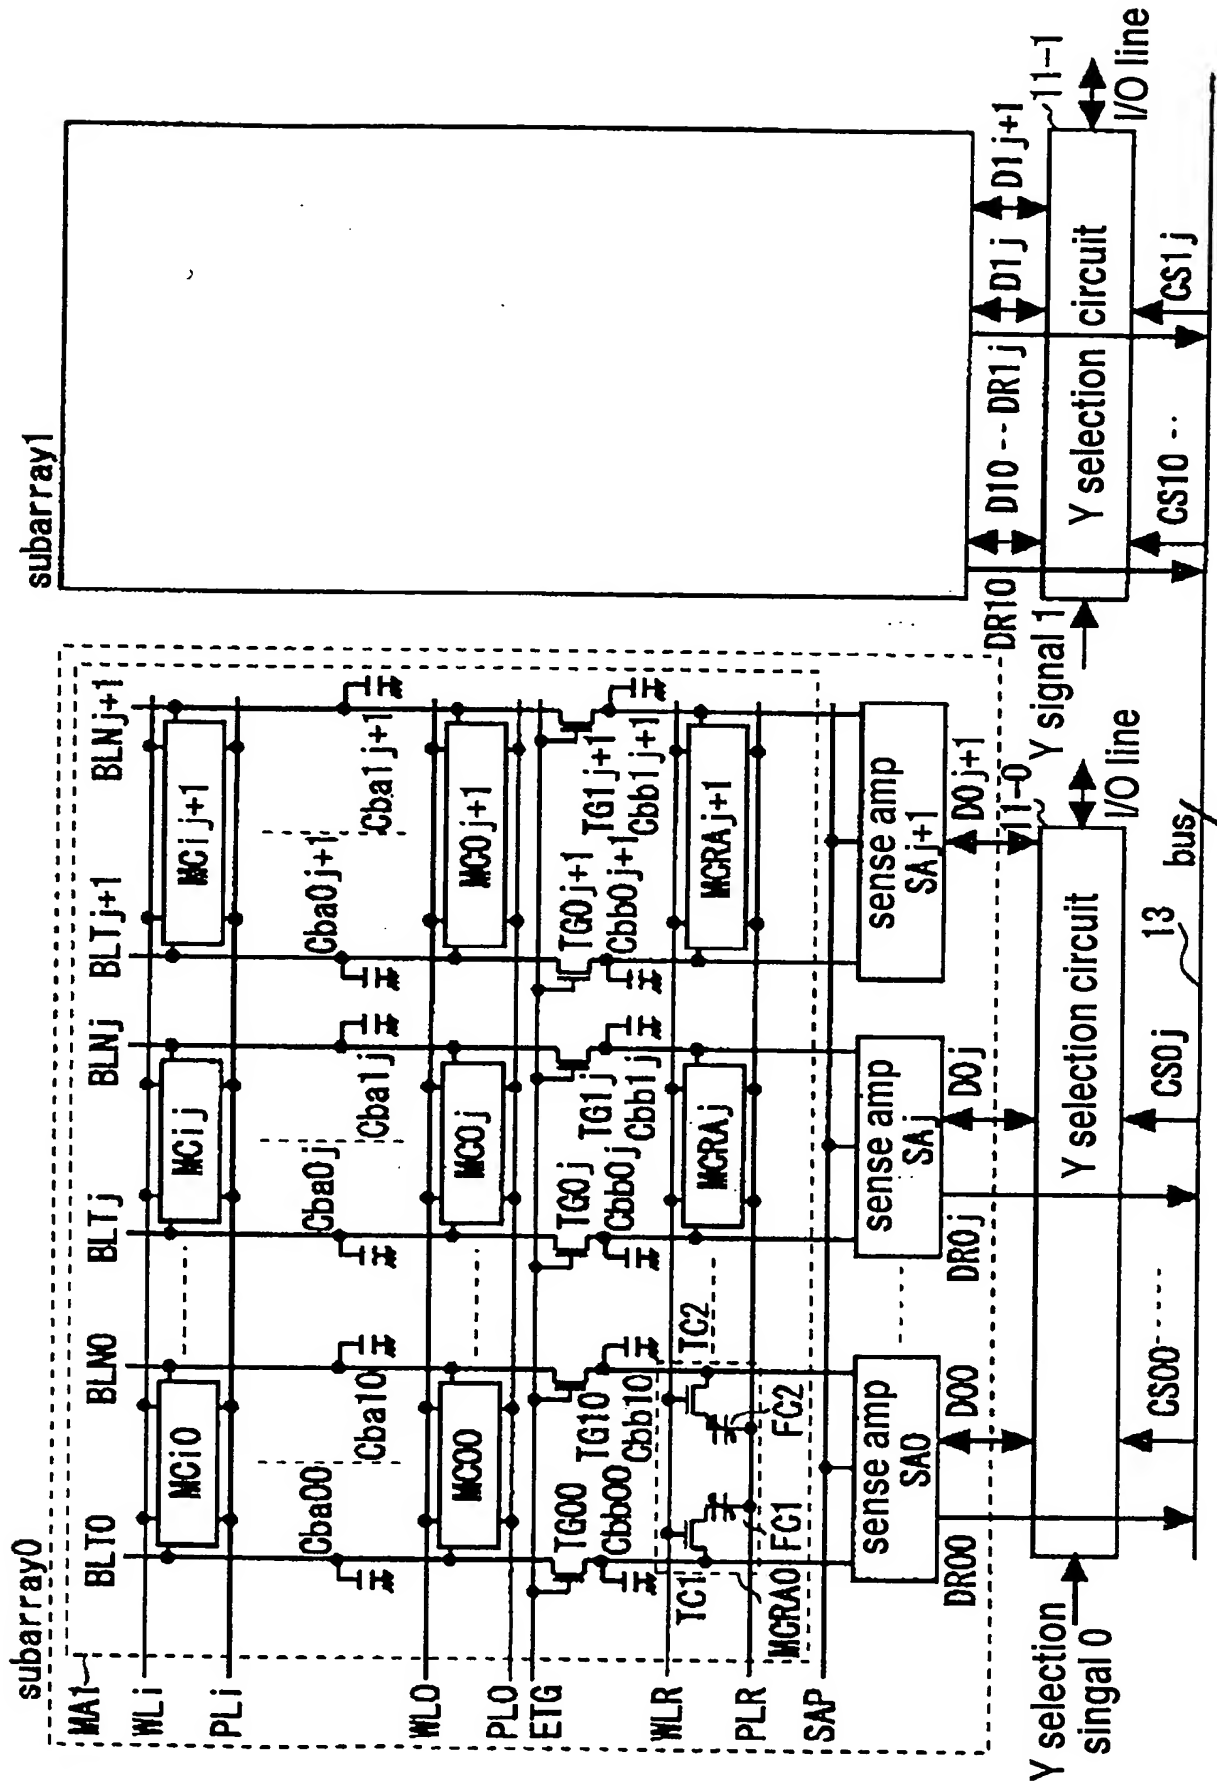 subarray0
subarray1
MA1
BLT0
BLN0
BLTj
BLNj
BLTj+1
BLNj+1
WLi
MCi0
MCij
MCij+1
PLi
Cba00
Cba10
Cba0j
Cba1j
Cba0j+1
Cba1j+1
WL0
MC00
MC0j
MC0j+1
PL0
ETG
TG00
TG10
TG0j
TG1j
TG0j+1
TG1j+1
Cbb00
Cbb10
Cbb0j
Cbb1j
Cbb0j+1
Cbb1j+1
WLR
TC1
TC2
MCRAj
MCRAj+1
PLR
MCRA0
FC1
FC2
SAP
sense amp
SA0
sense amp
SAj
sense amp
SAj+1
DR00
D00
DR0j
D0j
D0j+1
DR10
D10 -- DR1j
D1j
D1j+1
Y selection
singal 0
Y selection circuit
11-0
I/O line
Y signal 1
Y selection
circuit
11-1
I/O line
CS00
CS0j
13
bus
CS10
CS1j